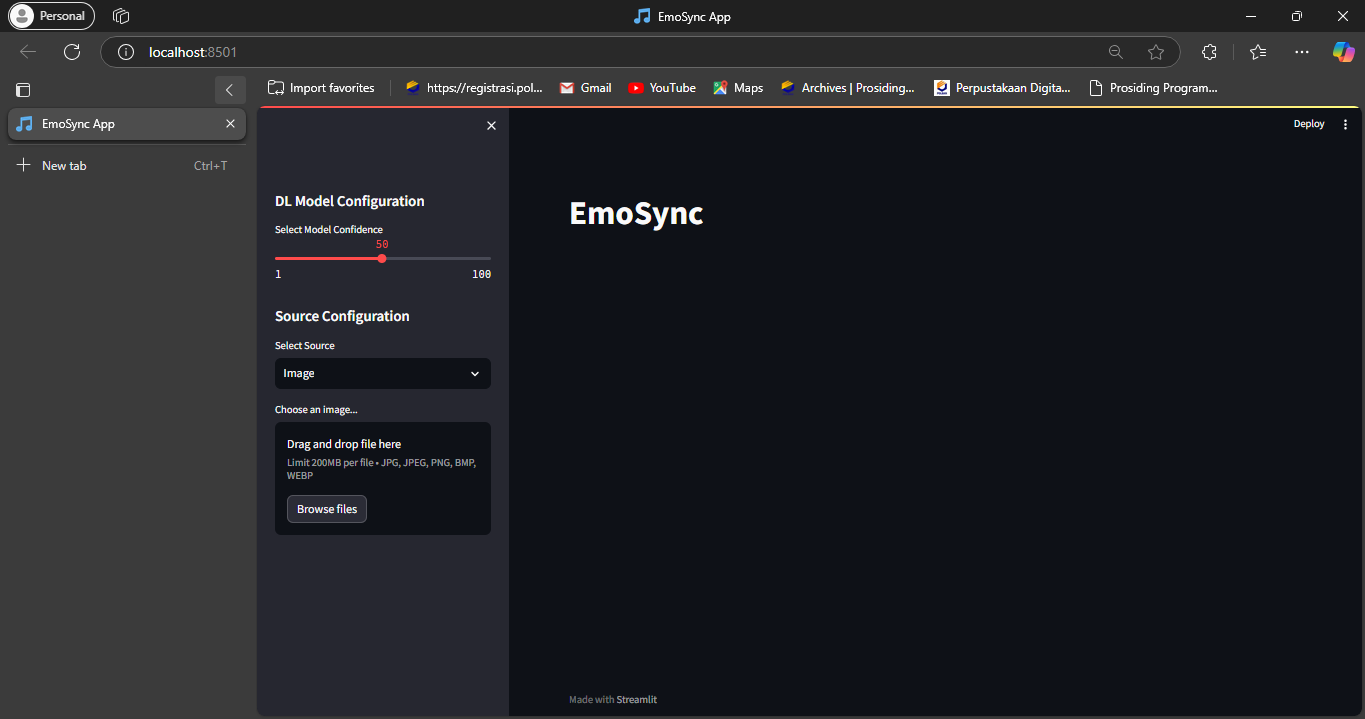 Personal
EmoSync App
localhost:8501
Import favorites
https://registrasi.pol...
Gmail
YouTube
Maps
Archives | Prosiding...
Perpustakaan Digita...
Prosiding Program...
EmoSync App
New tab
Ctrl+T
DL Model Configuration
Select Model Confidence
50
1
100
Source Configuration
Select Source
Image
Choose an image...
Drag and drop file here
Limit 200MB per file • JPG, JPEG, PNG, BMP,
WEBP
Browse files
Deploy
EmoSync
Made with Streamlit